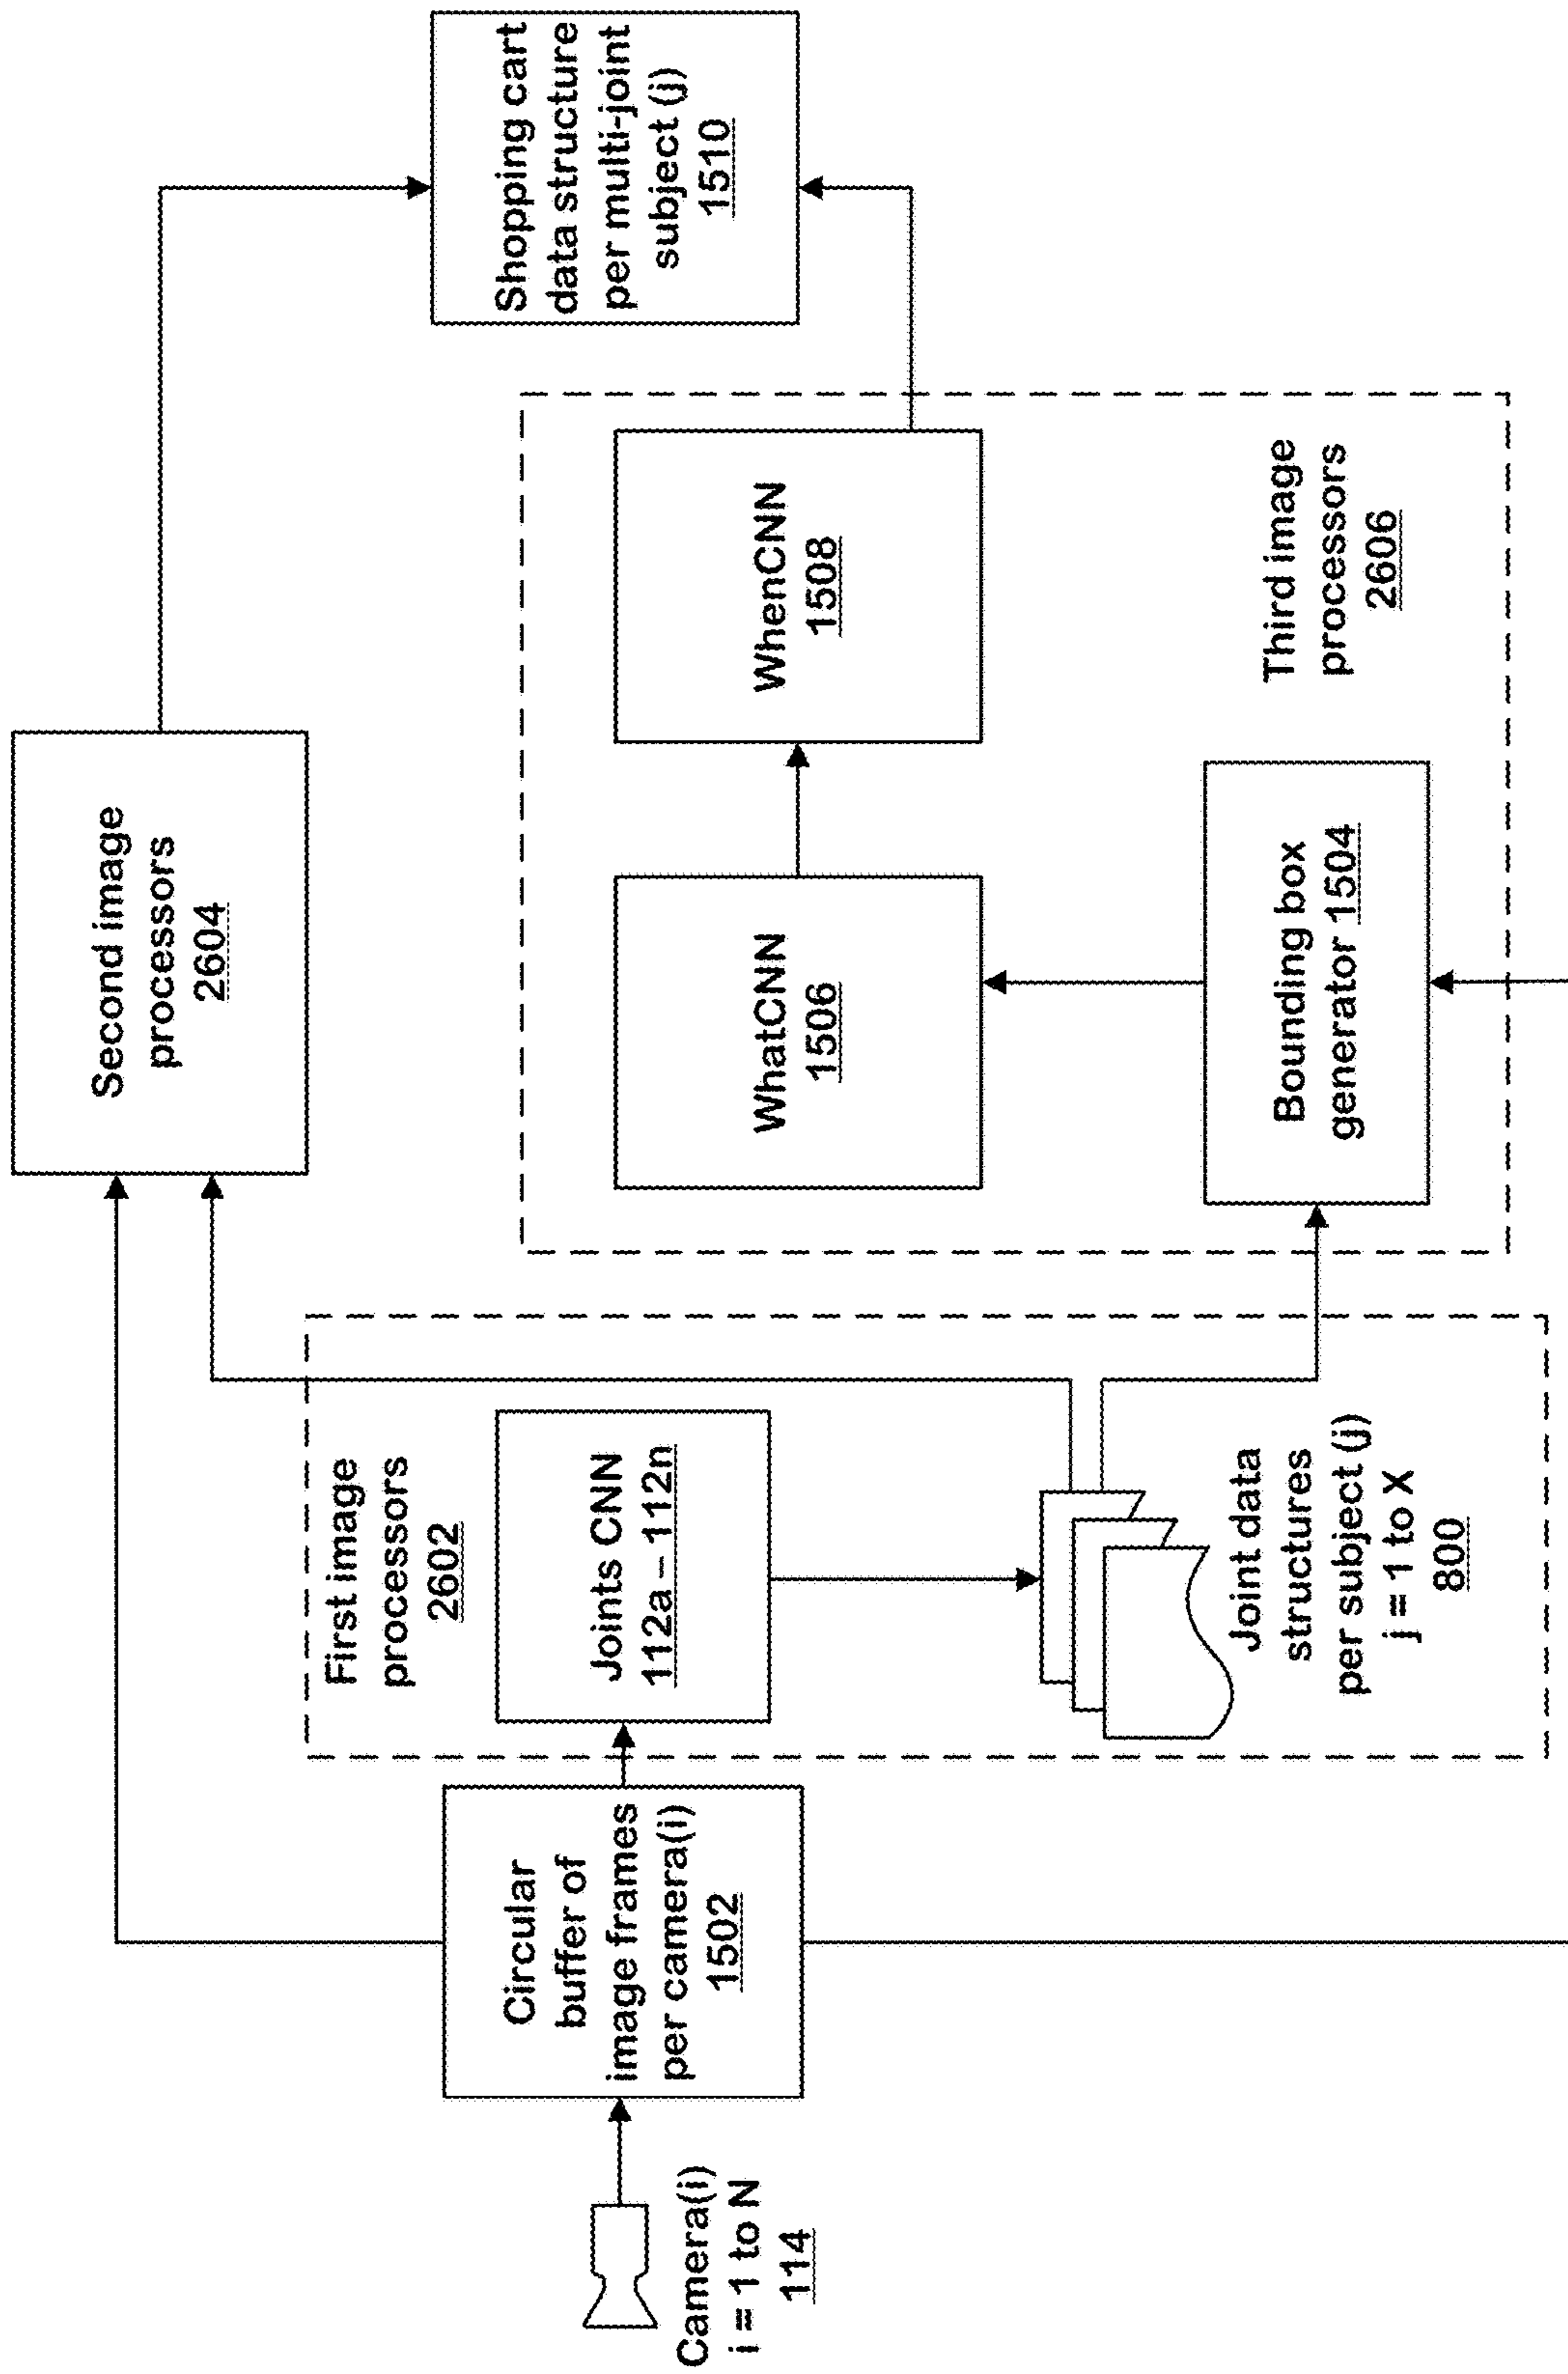 Camera(i)
i = 1 to N
114
Circular
buffer of
image frames
per camera(i)
1502
First image
processors
2602
Joints CNN
112a – 112n
Joint data
structures
per subject (j)
j = 1 to X
800
Second image
processors
2604
WhatCNN
1506
Bounding box
generator 1504
WhenCNN
1508
Third image
processors
2606
Shopping cart
data structure
per multi-joint
subject (j)
1510